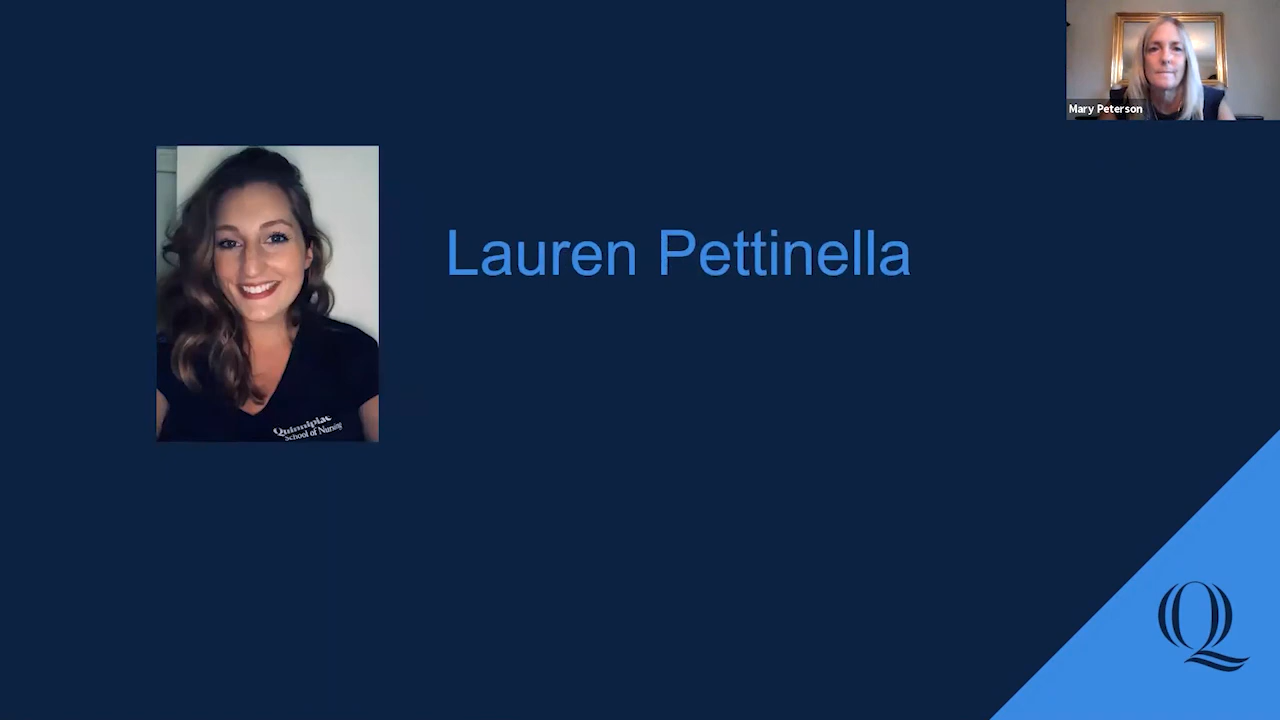 Mary Peterson
Lauren Pettinella
Quinnipiac
School of Nursing
Q